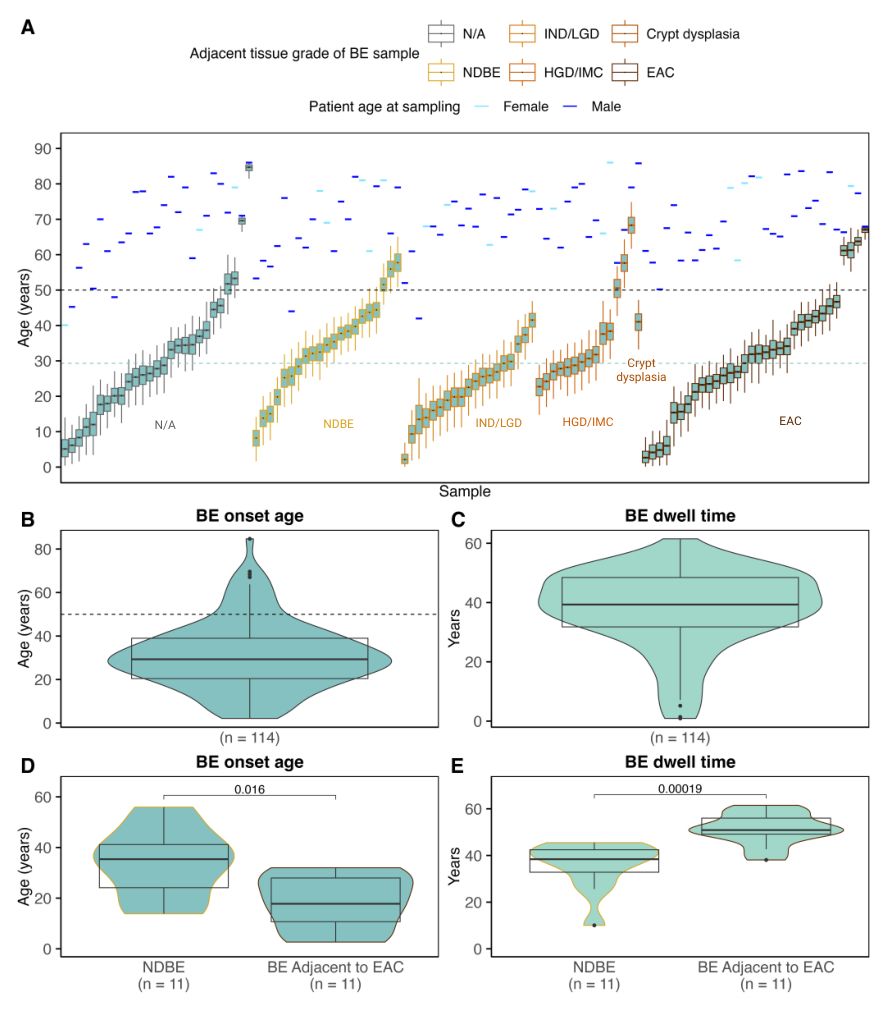 A
Adjacent tissue grade of BE sample
N/A
IND/LGD
Crypt dysplasia
NDBE
HGD/IMC
EAC
Patient age at sampling
Female
Male
Age (years)
90
80
70
60
50
40
30
20
10
0
N/A
NDBE
IND/LGD
HGD/IMC
Crypt
dysplasia
EAC
Sample
B
BE onset age
Age (years)
80
60
40
20
0
(n = 114)
C
BE dwell time
Years
60
40
20
0
(n = 114)
D
BE onset age
Age (years)
60
40
20
0
0.016
NDBE
(n = 11)
BE Adjacent to EAC
(n = 11)
E
BE dwell time
Years
60
40
20
0
0.00019
NDBE
(n = 11)
BE Adjacent to EAC
(n = 11)